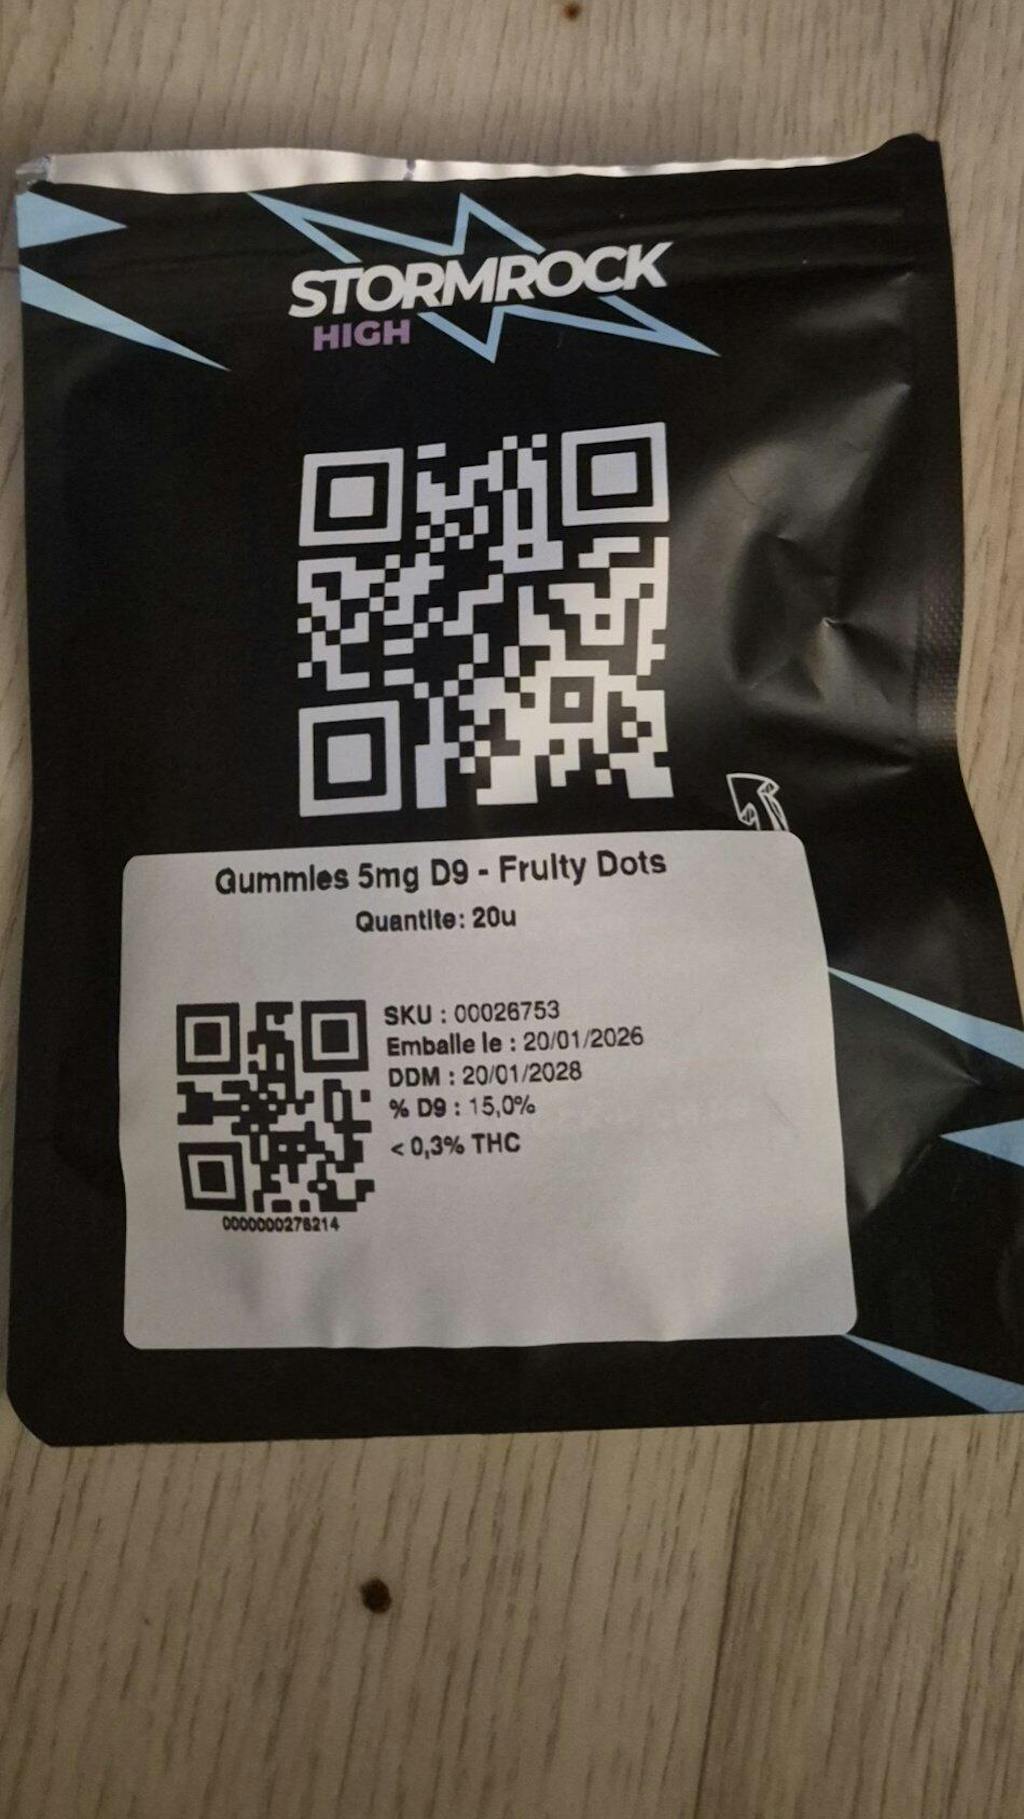 STORMROCK
HIGH
Gummies 5mg D9 - Fruity Dots
Quantite: 20u
SKU : 00026753
Emballe le : 20/01/2026
DDM : 20/01/2028
% D9 : 15,0%
< 0,3% THC
0000000278214